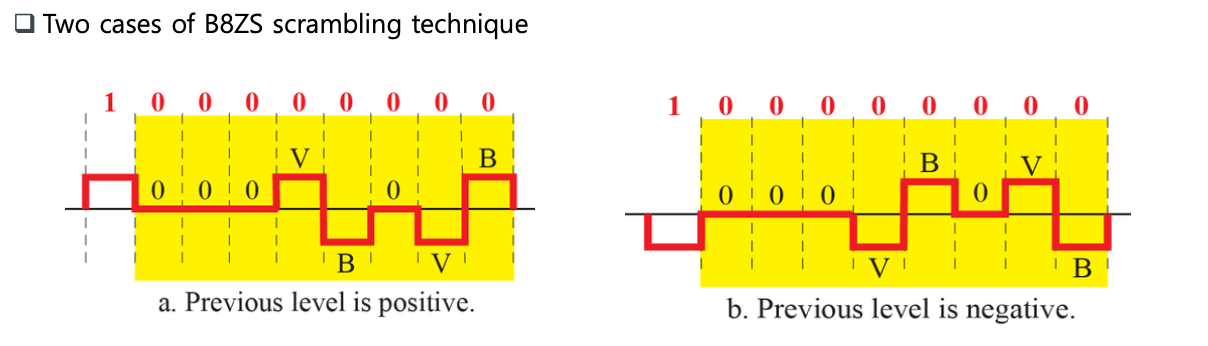 ❑ Two cases of B8ZS scrambling technique
1 0 0 0 0 0 0 0 0
V B
0 0 0 0
B V
a. Previous level is positive.
1 0 0 0 0 0 0 0 0
B V
0 0 0 0
V B
b. Previous level is negative.